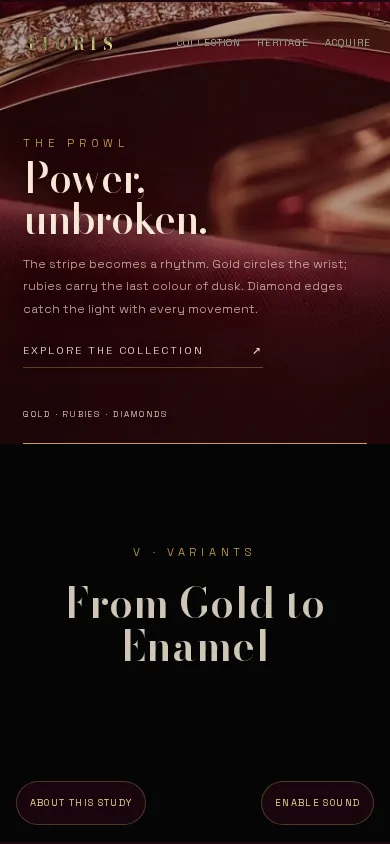 TIGRIS
COLLECTION HERITAGE ACQUIRE
THE PROWL
Power,
unbroken.
The stripe becomes a rhythm. Gold circles the wrist;
rubies carry the last colour of dusk. Diamond edges
catch the light with every movement.
EXPLORE THE COLLECTION ↗
GOLD · RUBIES · DIAMONDS
V · VARIANTS
From Gold to
Enamel
ABOUT THIS STUDY ENABLE SOUND